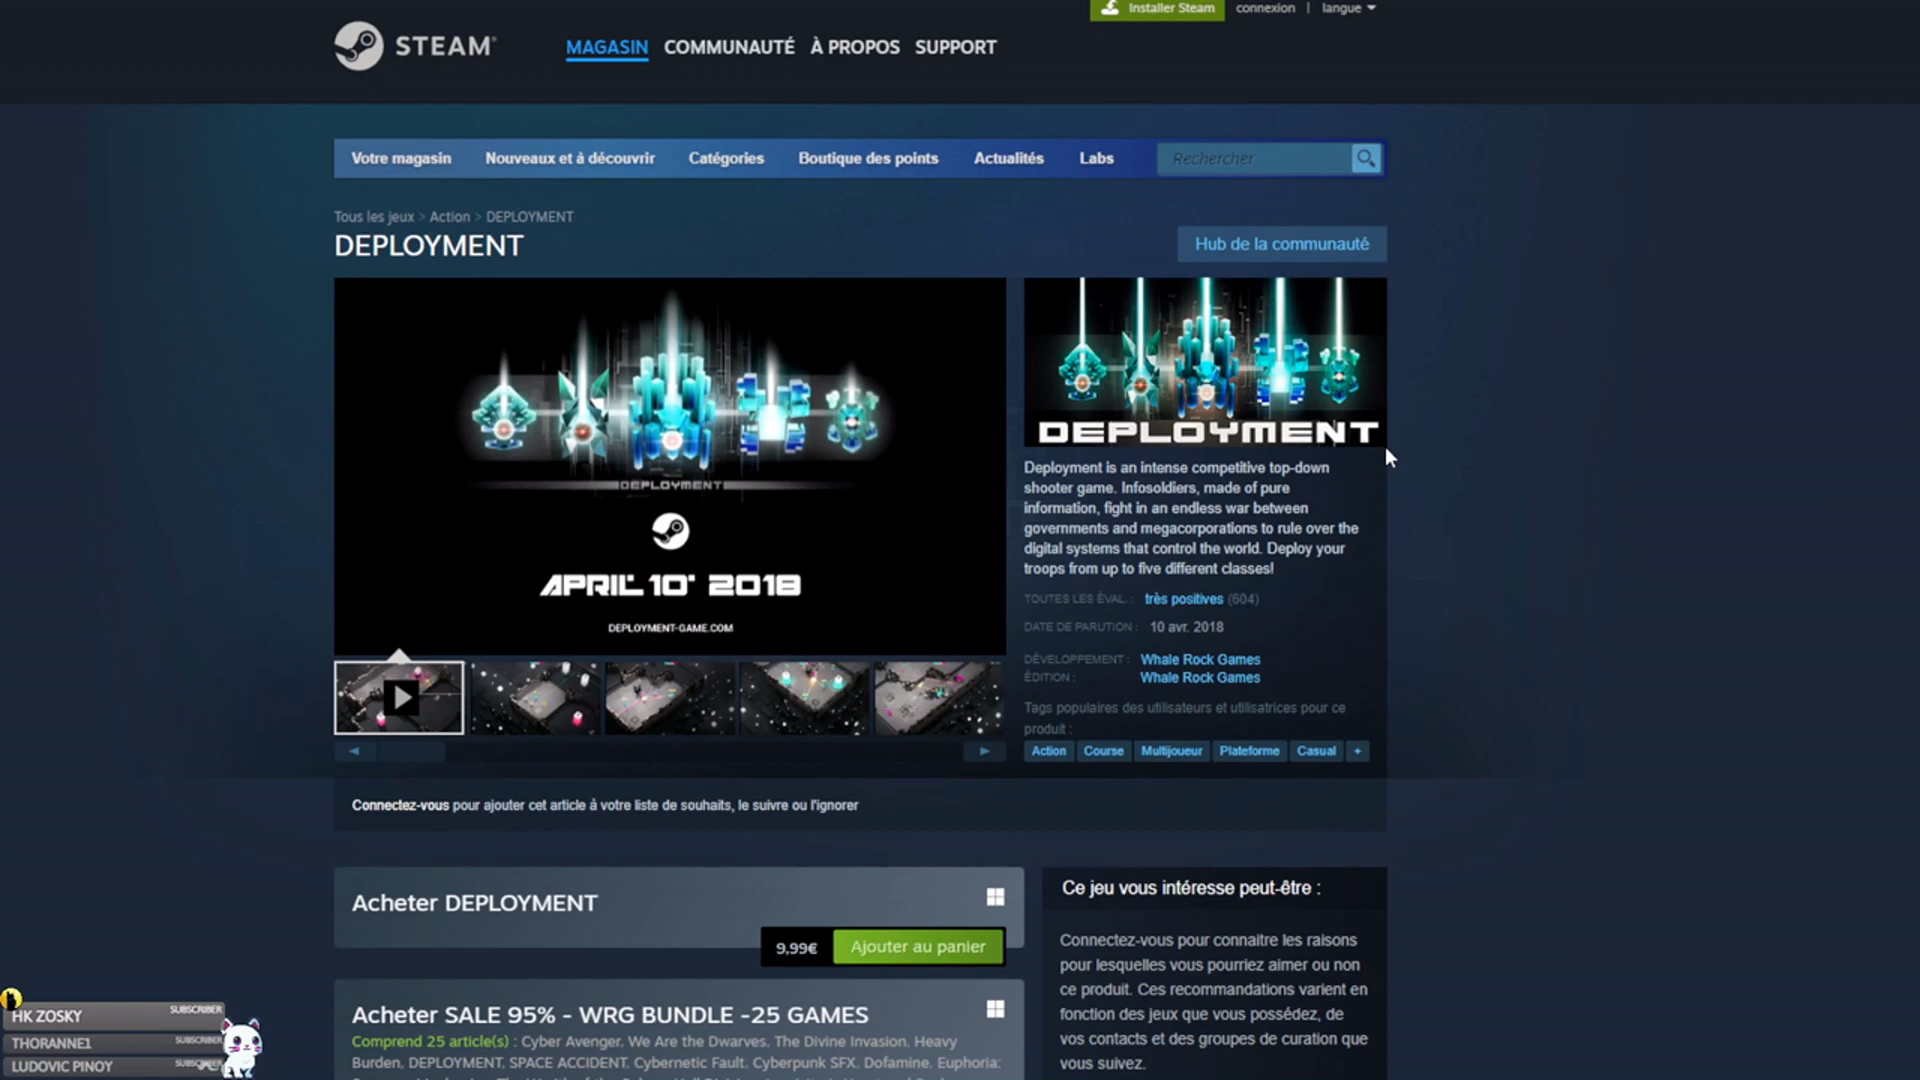 Installer Steam
connexion | langue
STEAM
MAGASIN COMMUNAUTÉ À PROPOS SUPPORT
Votre magasin Nouveaux et à découvrir Catégories Boutique des points Actualités Labs Rechercher
Tous les jeux > Action > DEPLOYMENT
DEPLOYMENT
Hub de la communauté
DEPLOYMENT
APRIL 10 2018
DEPLOYMENT-GAME.COM
DEPLOYMENT
Deployment is an intense competitive top-down
shooter game. Infosoldiers, made of pure
information, fight in an endless war between
governments and megacorporations to rule over the
digital systems that control the world. Deploy your
troops from up to five different classes!
TOUTES LES ÉVAL. : très positives (604)
DATE DE PARUTION : 10 avr. 2018
DÉVELOPPEMENT : Whale Rock Games
ÉDITION : Whale Rock Games
Tags populaires des utilisateurs et utilisatrices pour ce
produit :
Action Course Multijoueur Plateforme Casual +
Connectez-vous pour ajouter cet article à votre liste de souhaits, le suivre ou l'ignorer
Acheter DEPLOYMENT
9,99€ Ajouter au panier
Acheter SALE 95% - WRG BUNDLE -25 GAMES
Comprend 25 article(s) : Cyber Avenger, We Are the Dwarves, The Divine Invasion, Heavy
Burden, DEPLOYMENT, SPACE ACCIDENT, Cybernetic Fault, Cyberpunk SFX, Dofamine, Euphoria:
Ce jeu vous intéresse peut-être :
Connectez-vous pour connaitre les raisons
pour lesquelles vous pourriez aimer ou non
ce produit. Ces recommandations varient en
fonction des jeux que vous possédez, de
vos contacts et des groupes de curation que
vous suivez.
HK ZOSKY SUBSCRIBER
THORANNE1 SUBSCRIBER
LUDOVIC PINOY